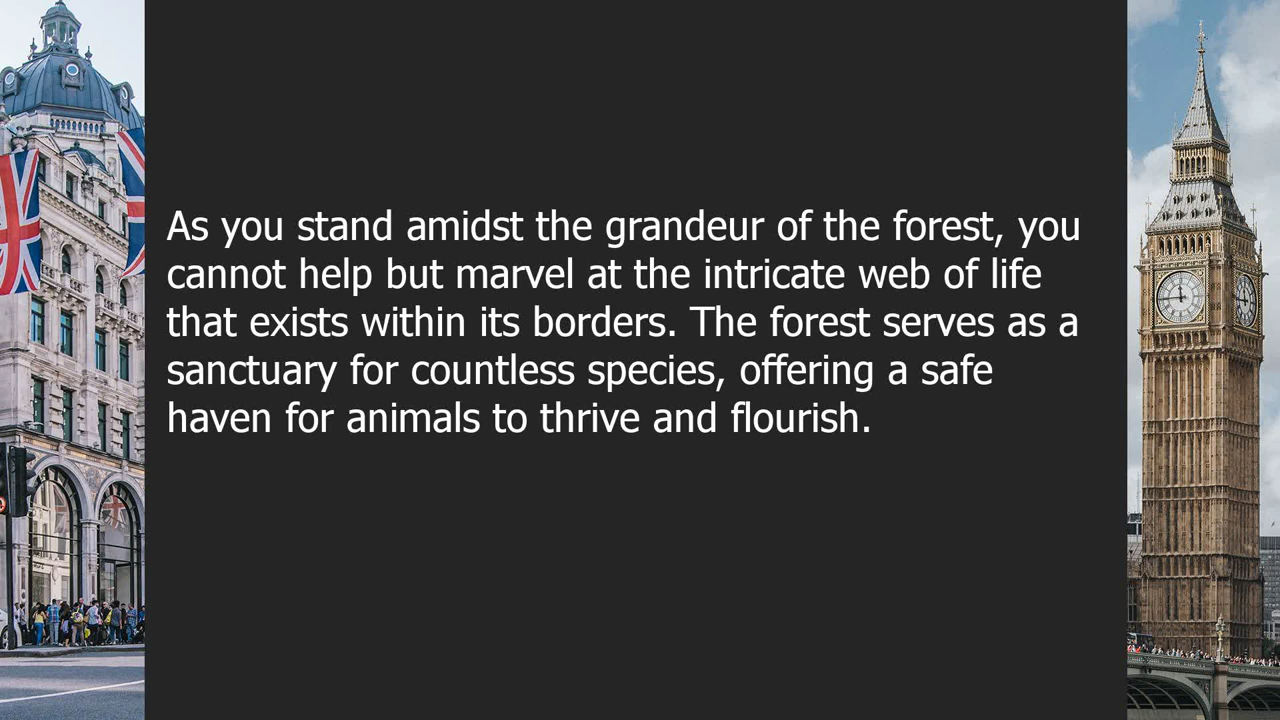 As you stand amidst the grandeur of the forest, you
cannot help but marvel at the intricate web of life
that exists within its borders. The forest serves as a
sanctuary for countless species, offering a safe
haven for animals to thrive and flourish.